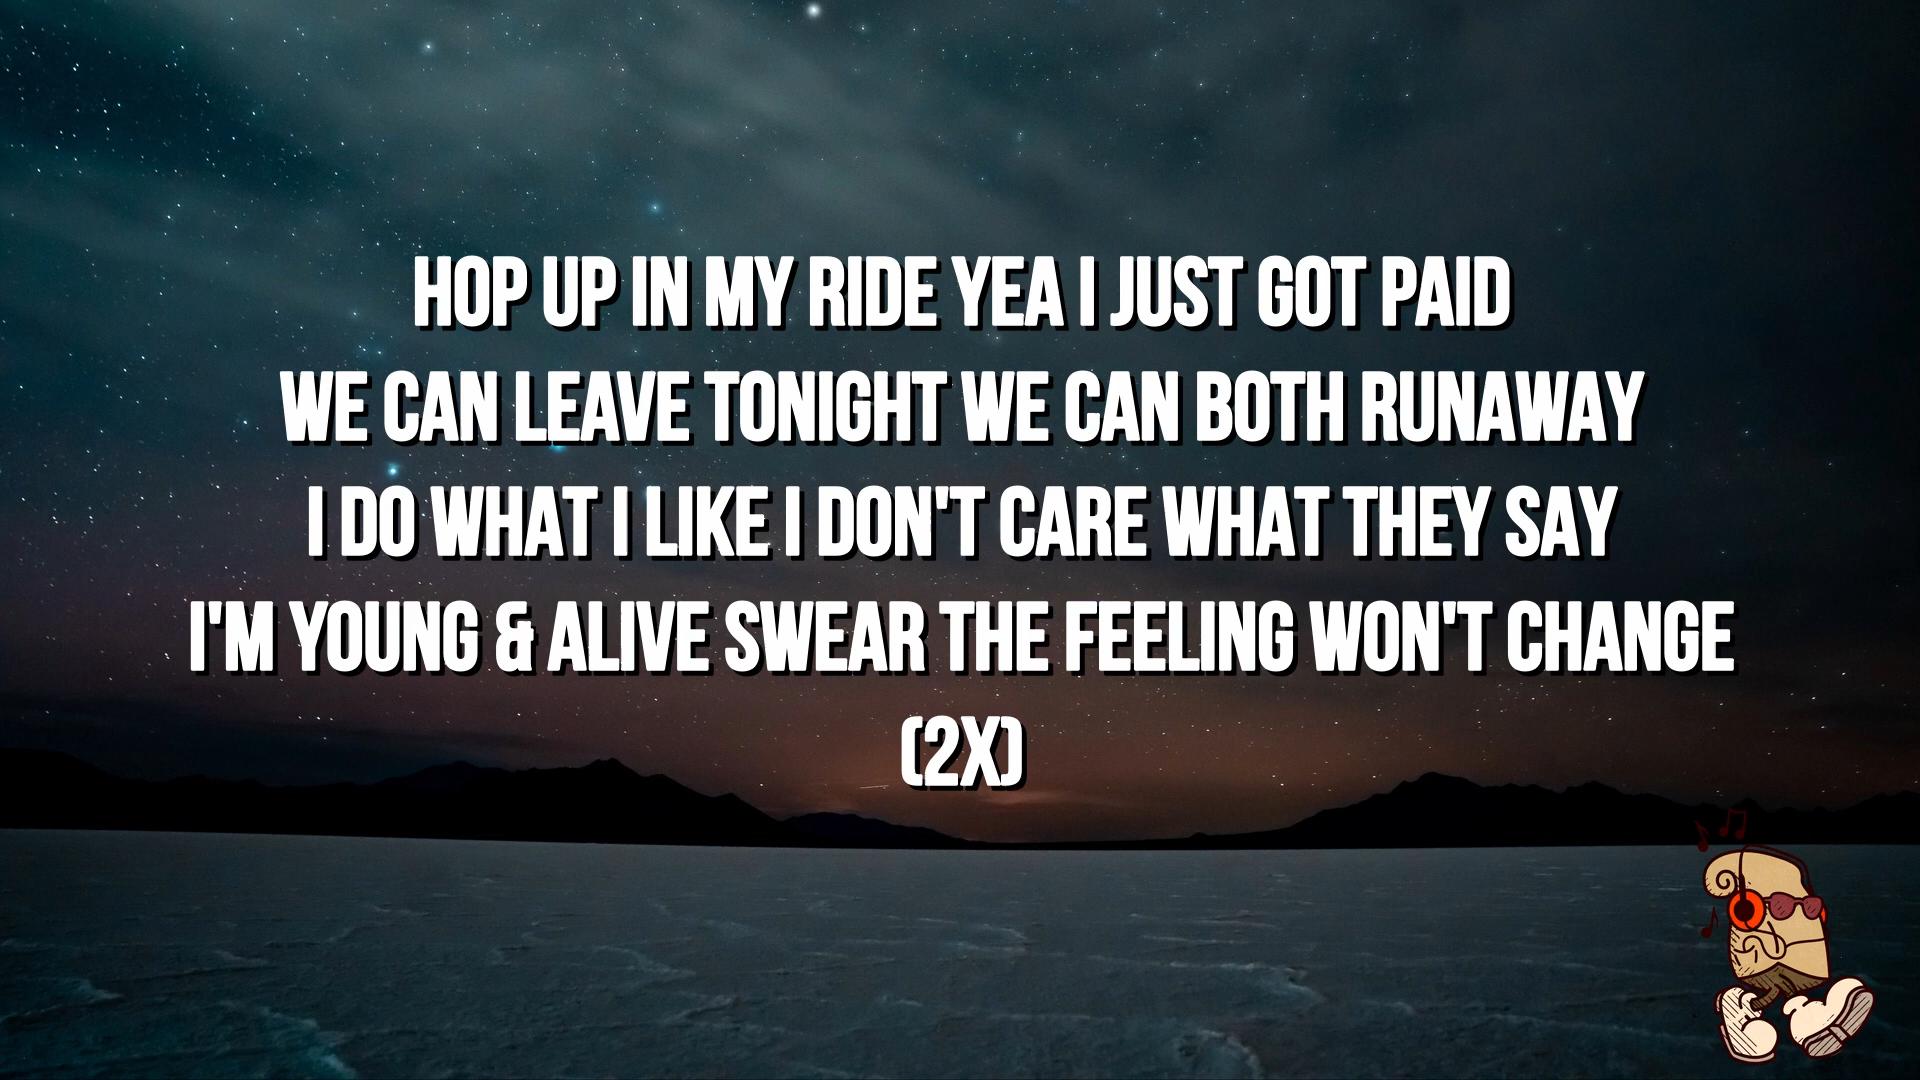 HOP UP IN MY RIDE YEA I JUST GOT PAID
WE CAN LEAVE TONIGHT WE CAN BOTH RUNAWAY
I DO WHAT I LIKE I DON'T CARE WHAT THEY SAY
I'M YOUNG & ALIVE SWEAR THE FEELING WON'T CHANGE
(2X)